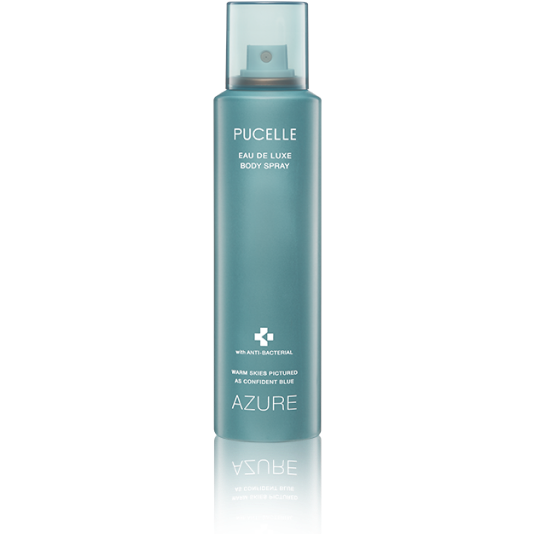 PUCELLE
EAU DE LUXE
BODY SPRAY
with ANTI-BACTERIAL
WARM SKIES PICTURED
AS CONFIDENT BLUE
AZURE